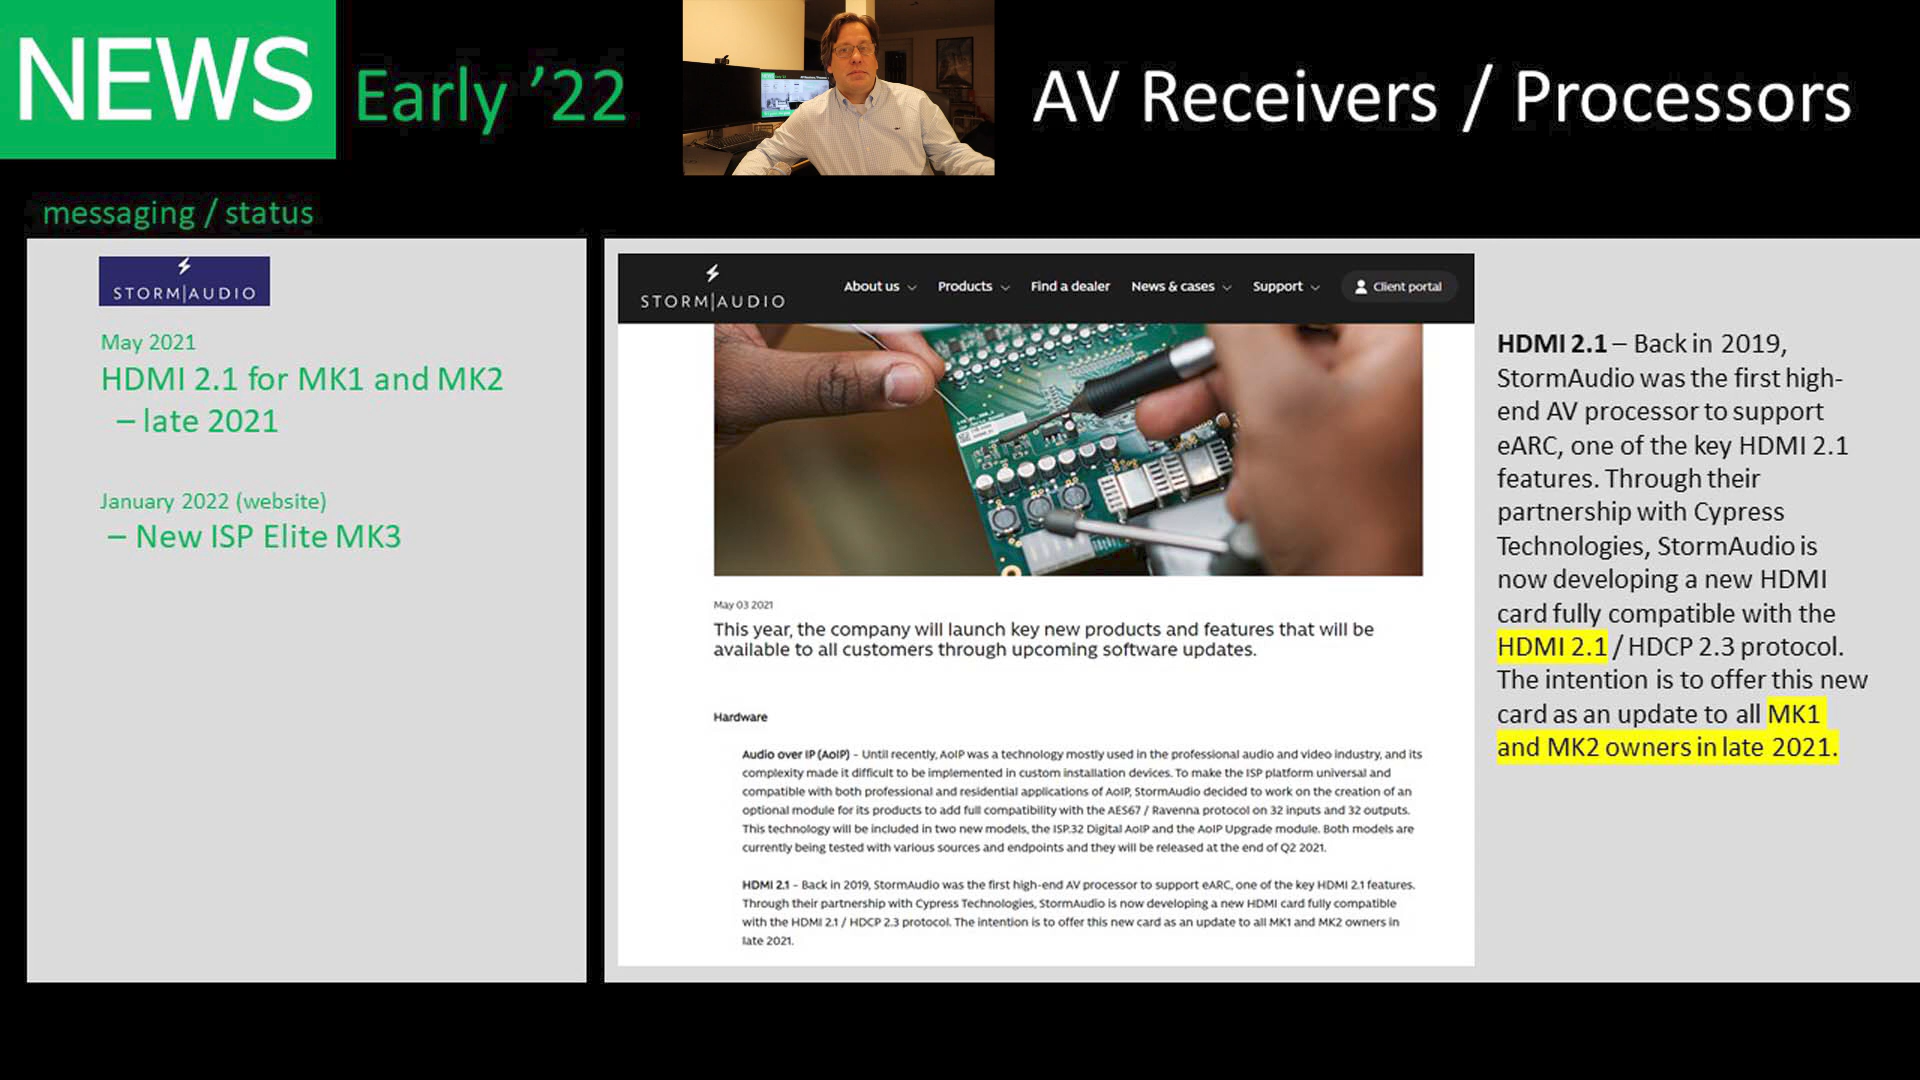 NEWS
Early ’22
AV Receivers / Processors
messaging / status
STORM|AUDIO
May 2021
HDMI 2.1 for MK1 and MK2
– late 2021
January 2022 (website)
– New ISP Elite MK3
STORM|AUDIO
About us
Products
Find a dealer
News & cases
Support
Client portal
May 03 2021
This year, the company will launch key new products and features that will be
available to all customers through upcoming software updates.
Hardware
Audio over IP (AoIP) – Until recently, AoIP was a technology mostly used in the professional audio and video industry, and its
complexity made it difficult to be implemented in custom installation devices. To make the ISP platform universal and
compatible with both professional and residential applications of AoIP, StormAudio decided to work on the creation of an
optional module for its products to add full compatibility with the AES67 / Ravenna protocol on 32 inputs and 32 outputs.
This technology will be included in two new models, the ISP.32 Digital AoIP and the AoIP Upgrade module. Both models are
currently being tested with various sources and endpoints and they will be released at the end of Q2 2021.
HDMI 2.1 – Back in 2019, StormAudio was the first high-end AV processor to support eARC, one of the key HDMI 2.1 features.
Through their partnership with Cypress Technologies, StormAudio is now developing a new HDMI card fully compatible
with the HDMI 2.1 / HDCP 2.3 protocol. The intention is to offer this new card as an update to all MK1 and MK2 owners in
late 2021.
HDMI 2.1 – Back in 2019,
StormAudio was the first high-
end AV processor to support
eARC, one of the key HDMI 2.1
features. Through their
partnership with Cypress
Technologies, StormAudio is
now developing a new HDMI
card fully compatible with the
HDMI 2.1 / HDCP 2.3 protocol.
The intention is to offer this new
card as an update to all MK1
and MK2 owners in late 2021.